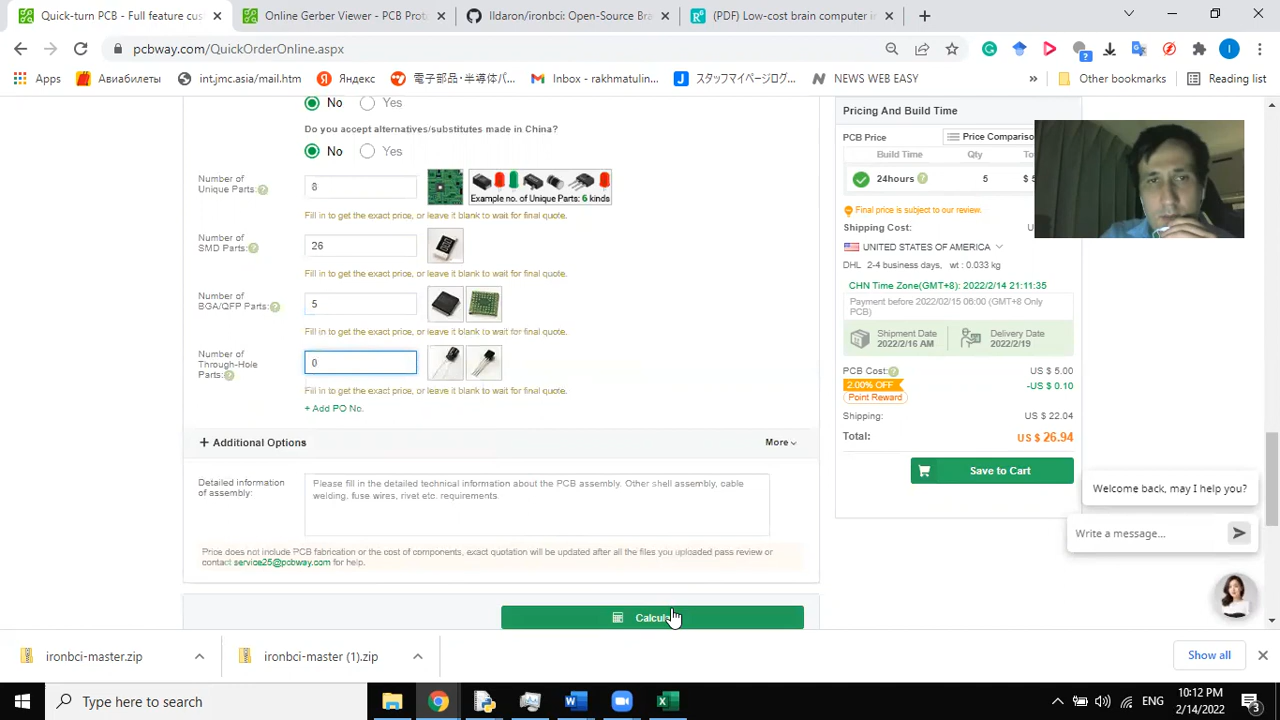 Quick-turn PCB - Full feature cust
Online Gerber Viewer - PCB Proto
Ildaron/ironbci: Open-Source Brai
(PDF) Low-cost brain computer in
pcbway.com/QuickOrderOnline.aspx
Apps
Авиабилеты
int.jmc.asia/mail.htm
Яндекс
電子部品・半導体パ...
Inbox - rakhmatulin...
スタッフマイページログ...
NEWS WEB EASY
»
Other bookmarks
Reading list
No
Yes
Do you accept alternatives/substitutes made in China?
No
Yes
Number of
Unique Parts:
8
Example no. of Unique Parts: 6 kinds
Fill in to get the exact price, or leave it blank to wait for final quote.
Number of
SMD Parts:
26
Fill in to get the exact price, or leave it blank to wait for final quote.
Number of
BGA/QFP Parts:
5
Fill in to get the exact price, or leave it blank to wait for final quote.
Number of
Through-Hole
Parts:
0
Fill in to get the exact price, or leave it blank to wait for final quote.
+ Add PO No.
+ Additional Options
More
Detailed information
of assembly:
Please fill in the detailed technical information about the PCB assembly. Other shell assembly, cable
welding, fuse wires, rivet etc. requirements.
Price does not include PCB fabrication or the cost of components, exact quotation will be updated after all the files you uploaded pass review or
contact service25@pcbway.com for help.
Pricing And Build Time
PCB Price
Price Compariso
Build Time
Qty
To
24hours
5
$ 5
Final price is subject to our review.
Shipping Cost:
UNITED STATES OF AMERICA
DHL 2-4 business days, wt : 0.033 kg
CHN Time Zone(GMT+8): 2022/2/14 21:11:35
Payment before 2022/02/15 06:00 (GMT+8 Only
PCB)
Shipment Date
2022/2/16 AM
Delivery Date
2022/2/19
PCB Cost:
US $ 5.00
2.00% OFF
-US $ 0.10
Point Reward
Shipping:
US $ 22.04
Total:
US $ 26.94
Save to Cart
Welcome back, may I help you?
Write a message...
ironbci-master.zip
ironbci-master (1).zip
Show all
Type here to search
ENG
10:12 PM
2/14/2022
3